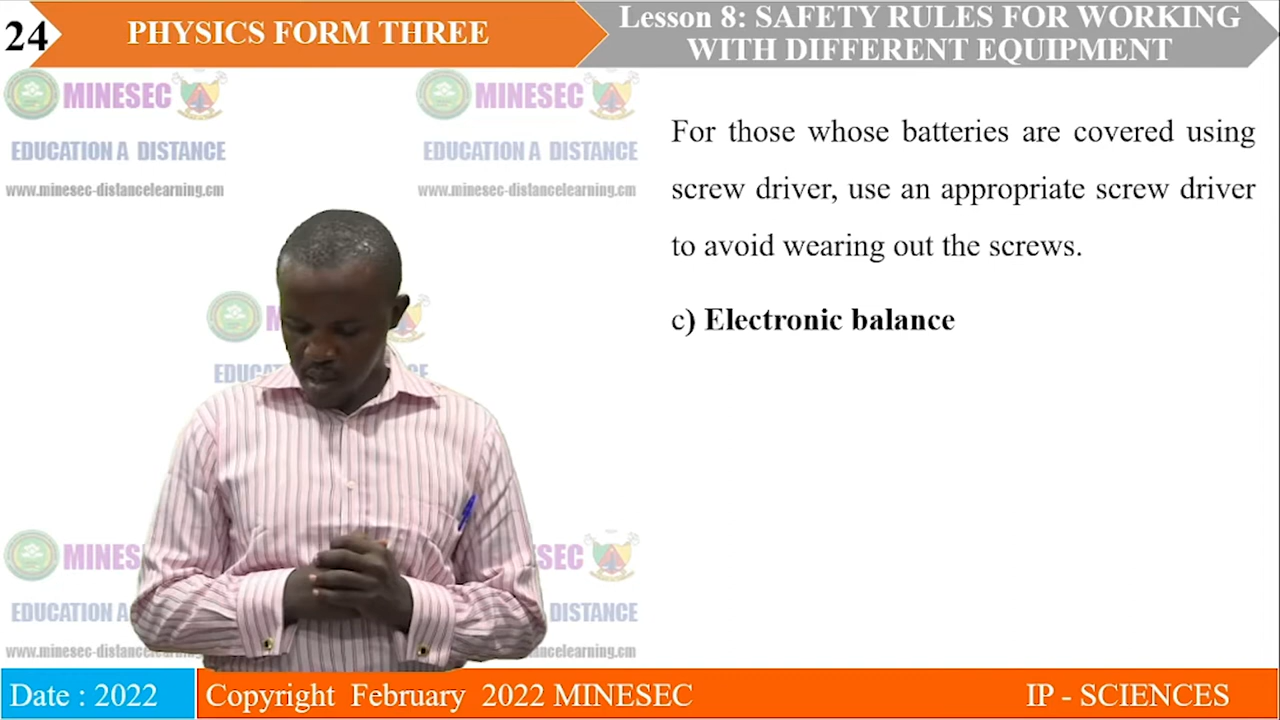 24
PHYSICS FORM THREE
Lesson 8: SAFETY RULES FOR WORKING
WITH DIFFERENT EQUIPMENT
MINESEC
EDUCATION A DISTANCE
www.minesec-distancelearning.cm
MINESEC
EDUCATION A DISTANCE
www.minesec-distancelearning.cm
For those whose batteries are covered using
screw driver, use an appropriate screw driver
to avoid wearing out the screws.
c) Electronic balance
Date : 2022
Copyright February 2022 MINESEC
IP - SCIENCES